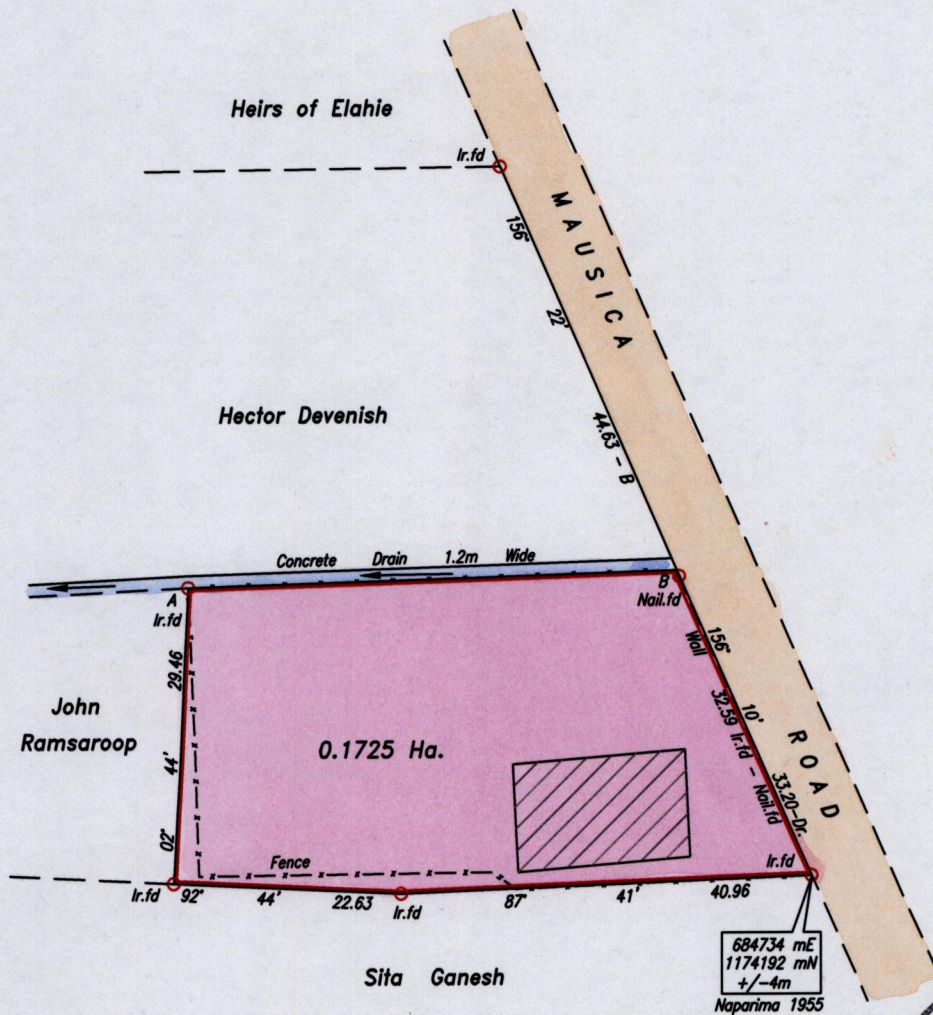 Heirs of Elahie
Ir.fd
MAUSICA
156°
22'
44.63 - B
Hector Devenish
Concrete Drain 1.2m Wide
A
Ir.fd
B
Nail.fd
Wall
156°
10'
32.59 Ir.fd - Nail.fd
33.20-Dr.
ROAD
29.46
44'
02°
John
Ramsaroop
0.1725 Ha.
Fence
Ir.fd
Ir.fd
92° 44' 22.63
Ir.fd
87° 41' 40.96
684734 mE
1174192 mN
+/-4m
Naparima 1955
Sita Ganesh